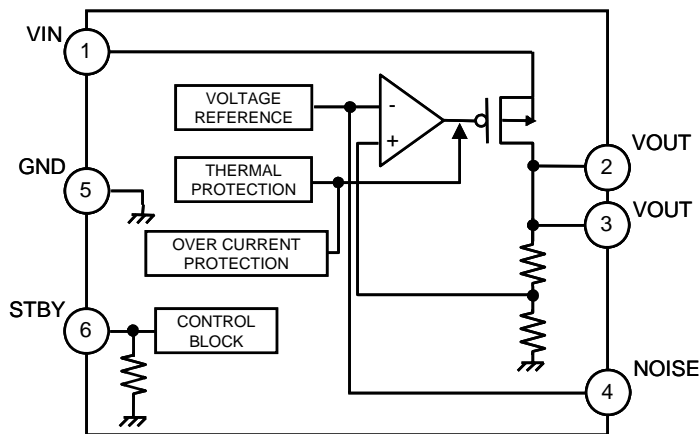 VIN
1
VOLTAGE
REFERENCE
-
+
GND
5
THERMAL
PROTECTION
VOUT
2
VOUT
3
OVER CURRENT
PROTECTION
STBY
6
CONTROL
BLOCK
NOISE
4